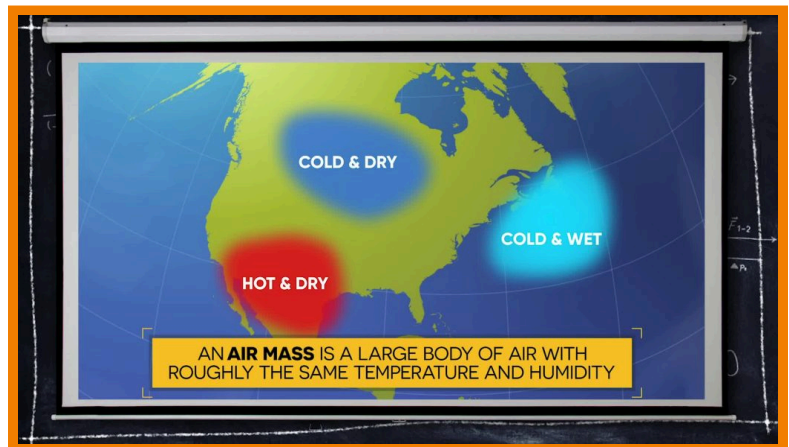 COLD & DRY
COLD & WET
HOT & DRY
AN AIR MASS IS A LARGE BODY OF AIR WITH
ROUGHLY THE SAME TEMPERATURE AND HUMIDITY